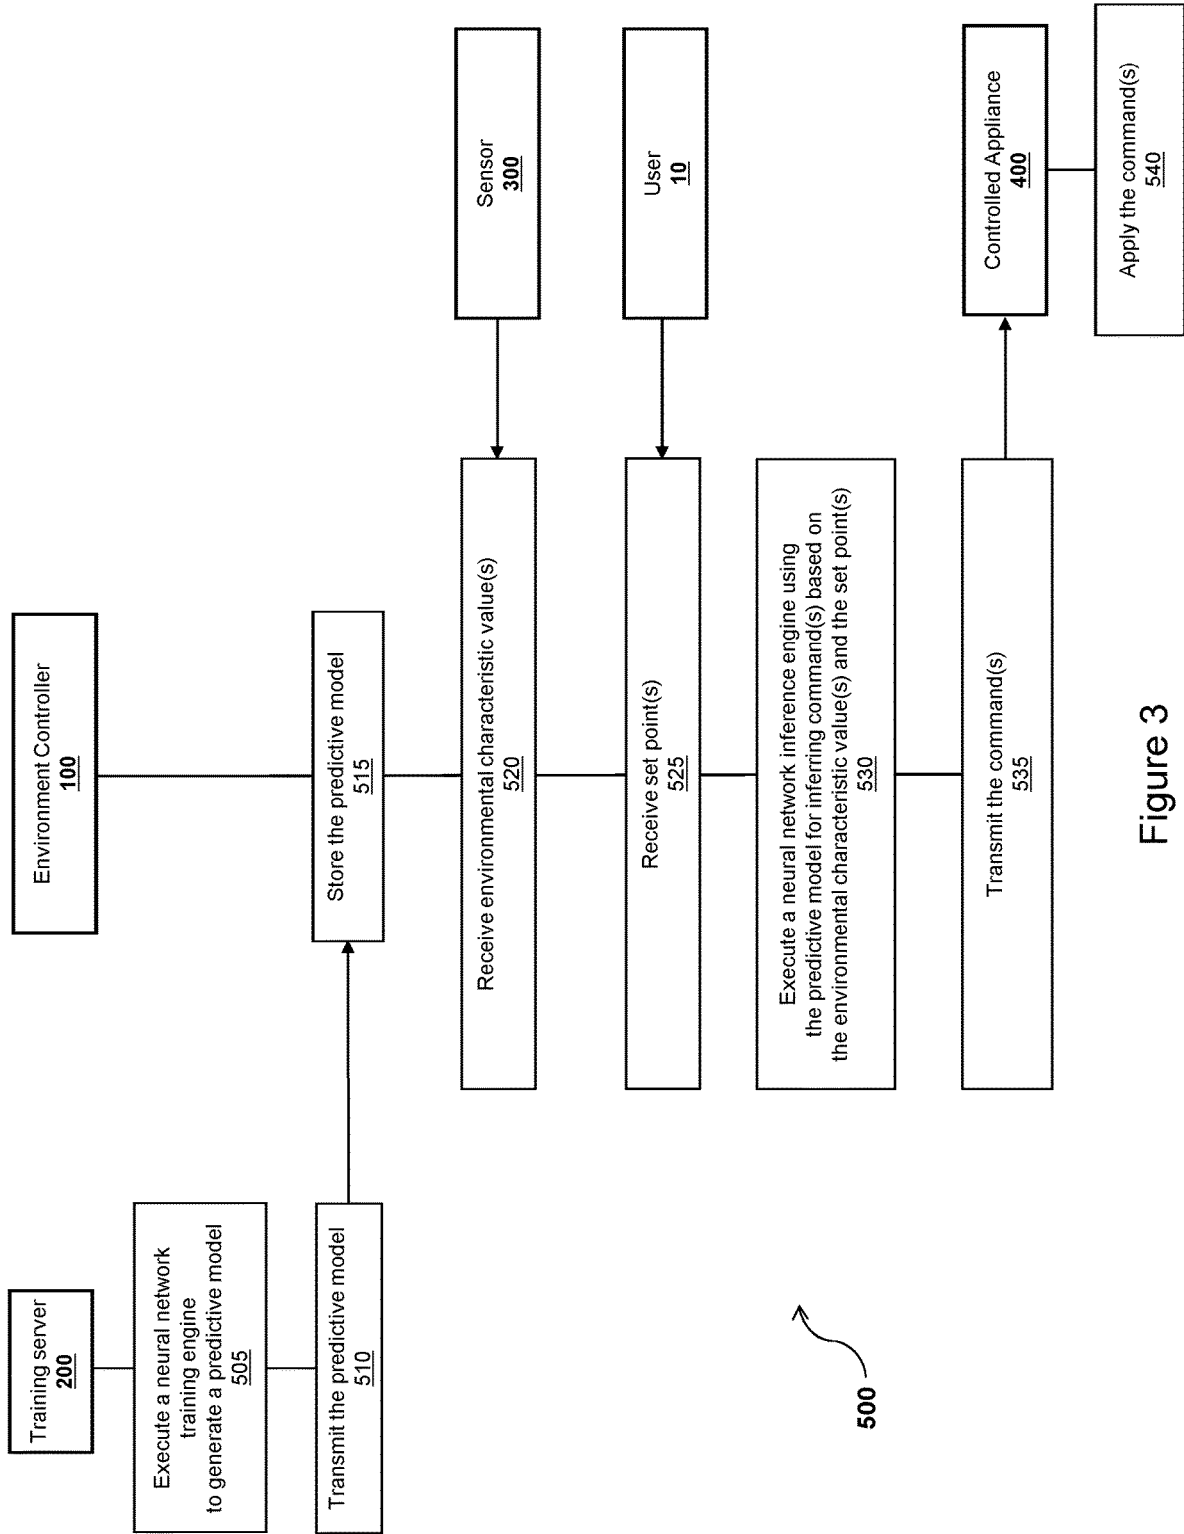 Training server
200
Execute a neural network
training engine
to generate a predictive model
505
Transmit the predictive model
510
Environment Controller
100
Store the predictive model
515
Receive environmental characteristic value(s)
520
Sensor
300
Receive set point(s)
525
User
10
Execute a neural network inference engine using
the predictive model for inferring command(s) based on
the environmental characteristic value(s) and the set point(s)
530
Transmit the command(s)
535
Controlled Appliance
400
Apply the command(s)
540
500
Figure 3